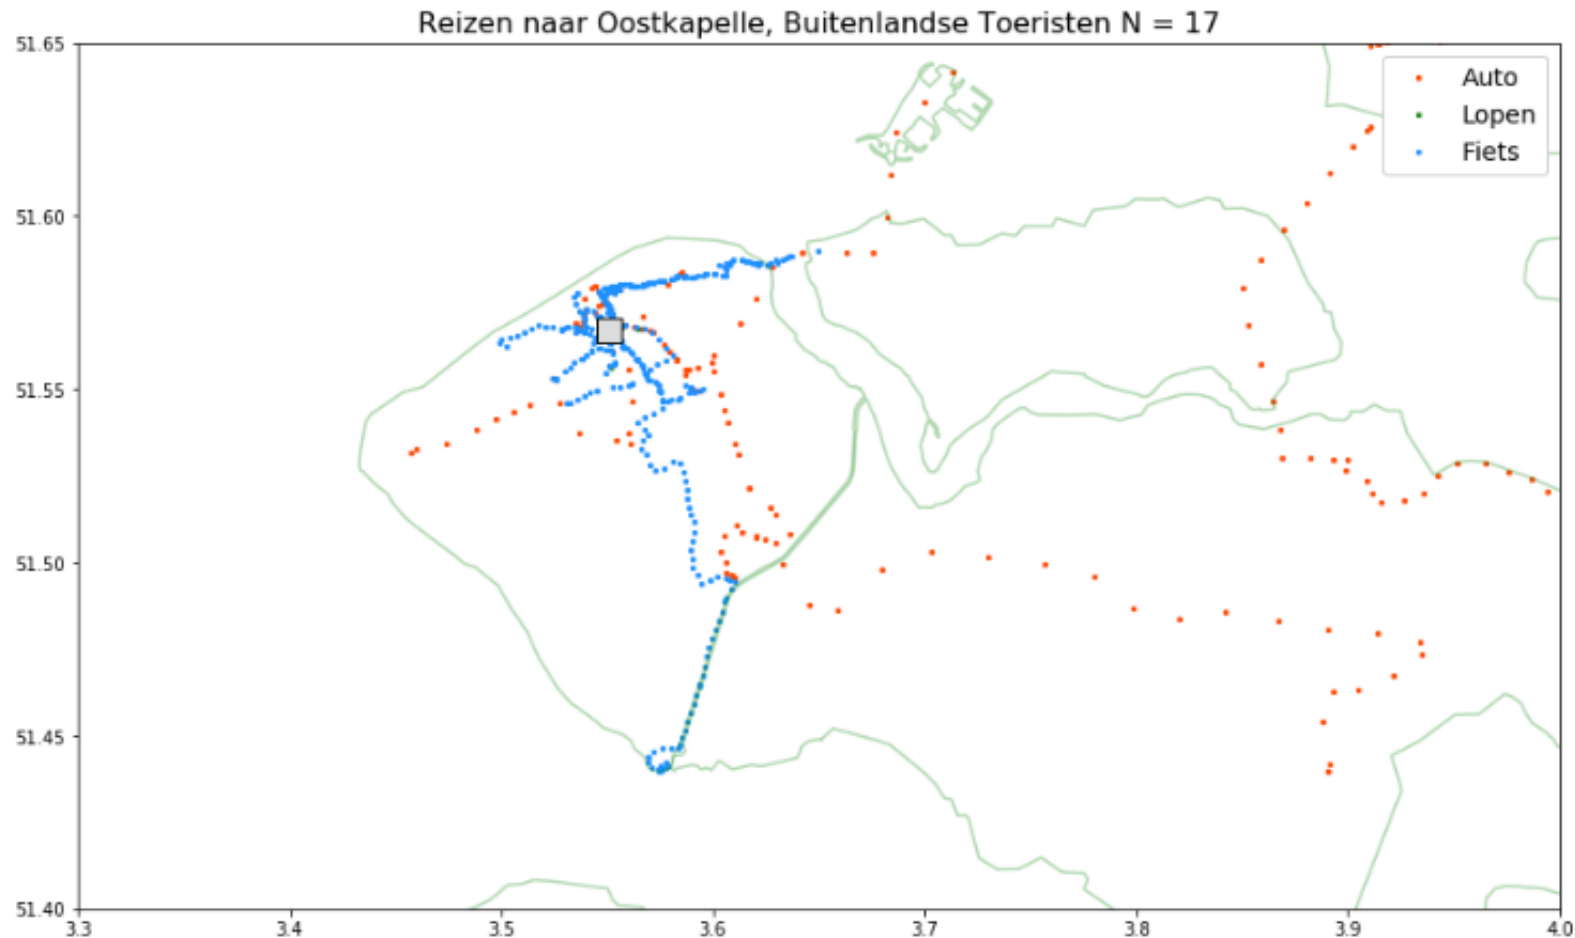 Reizen naar Oostkapelle, Buitenlandse Toeristen N = 17
51.65
51.60
51.55
51.50
51.45
51.40
3.3 3.4 3.5 3.6 3.7 3.8 3.9 4.0
Auto
Lopen
Fiets